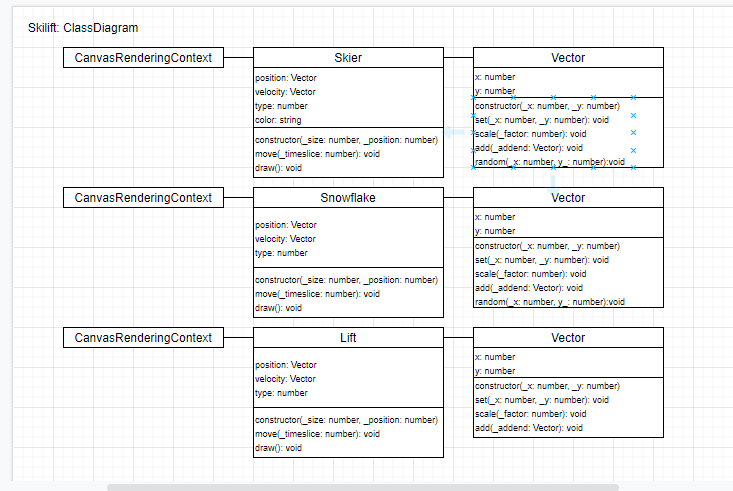 Skilift: ClassDiagram
CanvasRenderingContext
Skier
position: Vector
velocity: Vector
type: number
color: string
constructor(_size: number, _position: number)
move(_timeslice: number): void
draw(): void
Vector
x: number
y: number
constructor(_x: number, _y: number)
set(_x: number, _y: number): void
scale(_factor: number): void
add(_addend: Vector): void
random(_x: number, y_: number):void
CanvasRenderingContext
Snowflake
position: Vector
velocity: Vector
type: number
constructor(_size: number, _position: number)
move(_timeslice: number): void
draw(): void
Vector
x: number
y: number
constructor(_x: number, _y: number)
set(_x: number, _y: number): void
scale(_factor: number): void
add(_addend: Vector): void
random(_x: number, y_: number):void
CanvasRenderingContext
Lift
position: Vector
velocity: Vector
type: number
constructor(_size: number, _position: number)
move(_timeslice: number): void
draw(): void
Vector
x: number
y: number
constructor(_x: number, _y: number)
set(_x: number, _y: number): void
scale(_factor: number): void
add(_addend: Vector): void